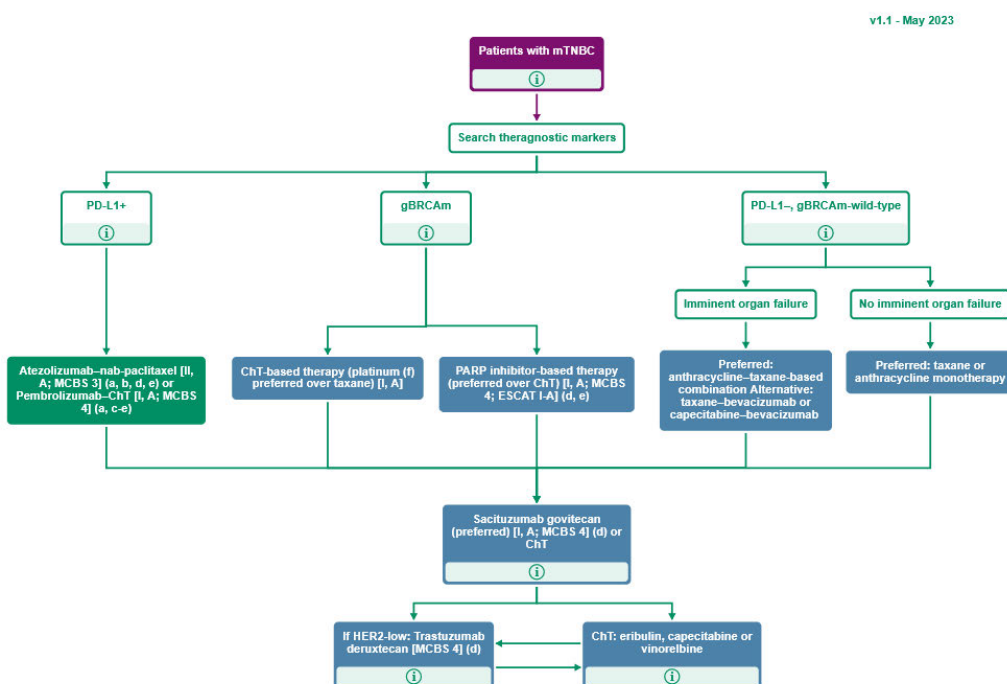 v1.1 - May 2023
Patients with mTNBC
Search theragnostic markers
PD-L1+
gBRCAm
PD-L1–, gBRCAm-wild-type
Imminent organ failure
No imminent organ failure
Atezolizumab–nab-paclitaxel [II,
A; MCBS 3] (a, b, d, e) or
Pembrolizumab–ChT [I, A; MCBS
4] (a, c-e)
ChT-based therapy (platinum (f)
preferred over taxane) [I, A]
PARP inhibitor-based therapy
(preferred over ChT) [I, A; MCBS
4; ESCAT I-A] (d, e)
Preferred:
anthracycline–taxane-based
combination Alternative:
taxane–bevacizumab or
capecitabine–bevacizumab
Preferred: taxane or
anthracycline monotherapy
Sacituzumab govitecan
(preferred) [I, A; MCBS 4] (d) or
ChT
If HER2-low: Trastuzumab
deruxtecan [MCBS 4] (d)
ChT: eribulin, capecitabine or
vinorelbine